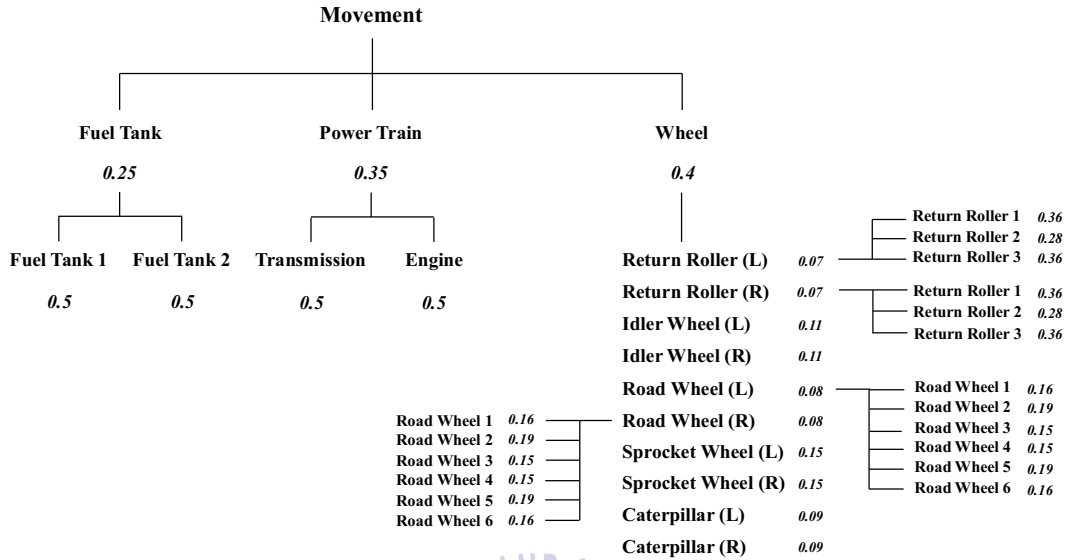 Movement
Fuel Tank Power Train Wheel
0.25 0.35 0.4
Fuel Tank 1 Fuel Tank 2 Transmission Engine
0.5 0.5 0.5 0.5
Return Roller (L) 0.07
Return Roller 1 0.36
Return Roller 2 0.28
Return Roller 3 0.36
Return Roller (R) 0.07
Return Roller 1 0.36
Return Roller 2 0.28
Return Roller 3 0.36
Idler Wheel (L) 0.11
Idler Wheel (R) 0.11
Road Wheel (L) 0.08
Road Wheel 1 0.16
Road Wheel 2 0.19
Road Wheel 3 0.15
Road Wheel 4 0.15
Road Wheel 5 0.19
Road Wheel 6 0.16
Road Wheel (R) 0.08
Road Wheel 1 0.16
Road Wheel 2 0.19
Road Wheel 3 0.15
Road Wheel 4 0.15
Road Wheel 5 0.19
Road Wheel 6 0.16
Sprocket Wheel (L) 0.15
Sprocket Wheel (R) 0.15
Caterpillar (L) 0.09
Caterpillar (R) 0.09